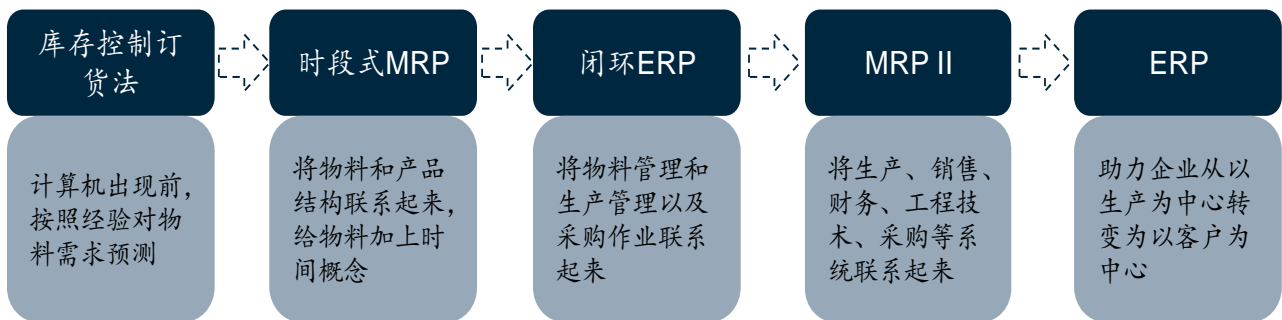 库存控制订
货法
时段式MRP
闭环ERP
MRP II
ERP
计算机出现前,
按照经验对物
料需求预测
将物料和产品
结构联系起来,
给物料加上时
间概念
将物料管理和
生产管理以及
采购作业联系
起来
将生产、销售、
财务、工程技
术、采购等系
统联系起来
助力企业从以
生产为中心转
变为以客户为
中心